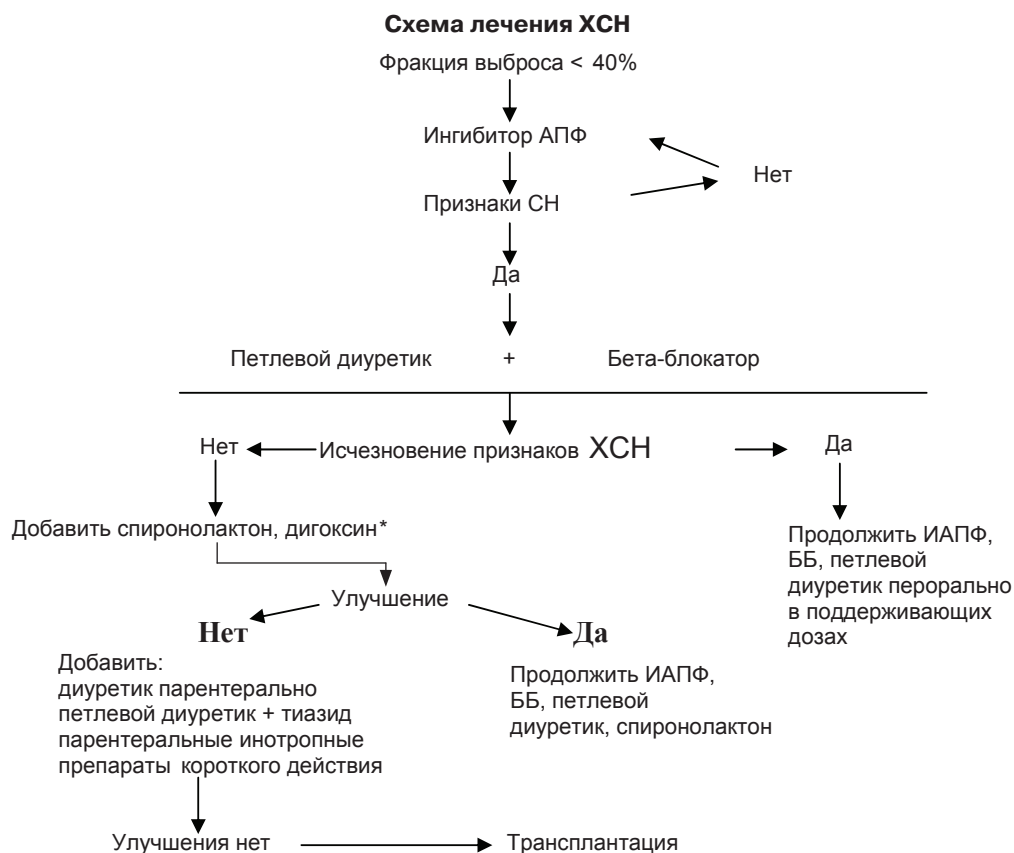 Схема лечения ХСН
Фракция выброса < 40%
Ингибитор АПФ
Нет
Признаки СН
Да
Петлевой диуретик + Бета-блокатор
Нет
Исчезновение признаков ХСН
Да
Добавить спиронолактон, дигоксин*
Продолжить ИАПФ,
ББ, петлевой
диуретик перорально
в поддерживающих
дозах
Улучшение
Нет
Да
Добавить:
диуретик парентерально
петлевой диуретик + тиазид
парентеральные инотропные
препараты короткого действия
Продолжить ИАПФ,
ББ, петлевой
диуретик, спиронолактон
Улучшения нет
Трансплантация